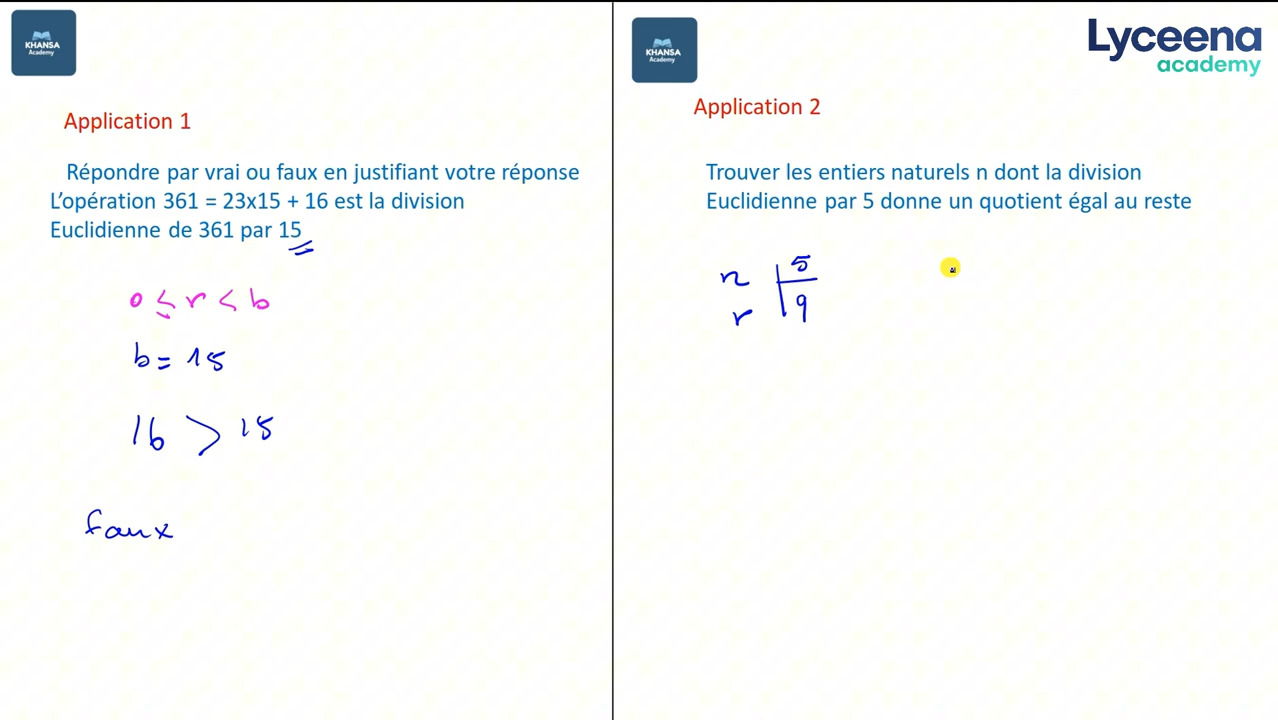 KHANSA
Academy
Application 1
Répondre par vrai ou faux en justifiant votre réponse
L'opération 361 = 23x15 + 16 est la division
Euclidienne de 361 par 15
0 ≤ r < b
b = 15
16 > 15
faux
KHANSA
Academy
Lyceena
academy
Application 2
Trouver les entiers naturels n dont la division
Euclidienne par 5 donne un quotient égal au reste
n 5
r q